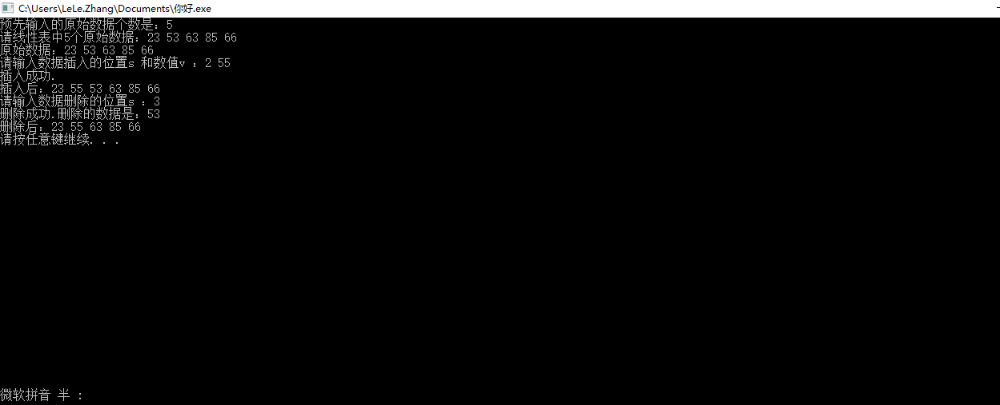 C:\Users\LeLe.Zhang\Documents\你好.exe
预先输入的原始数据个数是：5
请线性表中5个原始数据：23 53 63 85 66
原始数据：23 53 63 85 66
请输入数据插入的位置s 和数值v ：2 55
插入成功.
插入后：23 55 53 63 85 66
请输入数据删除的位置s ：3
删除成功.删除的数据是：53
删除后：23 55 63 85 66
请按任意键继续. . .
微软拼音 半 :